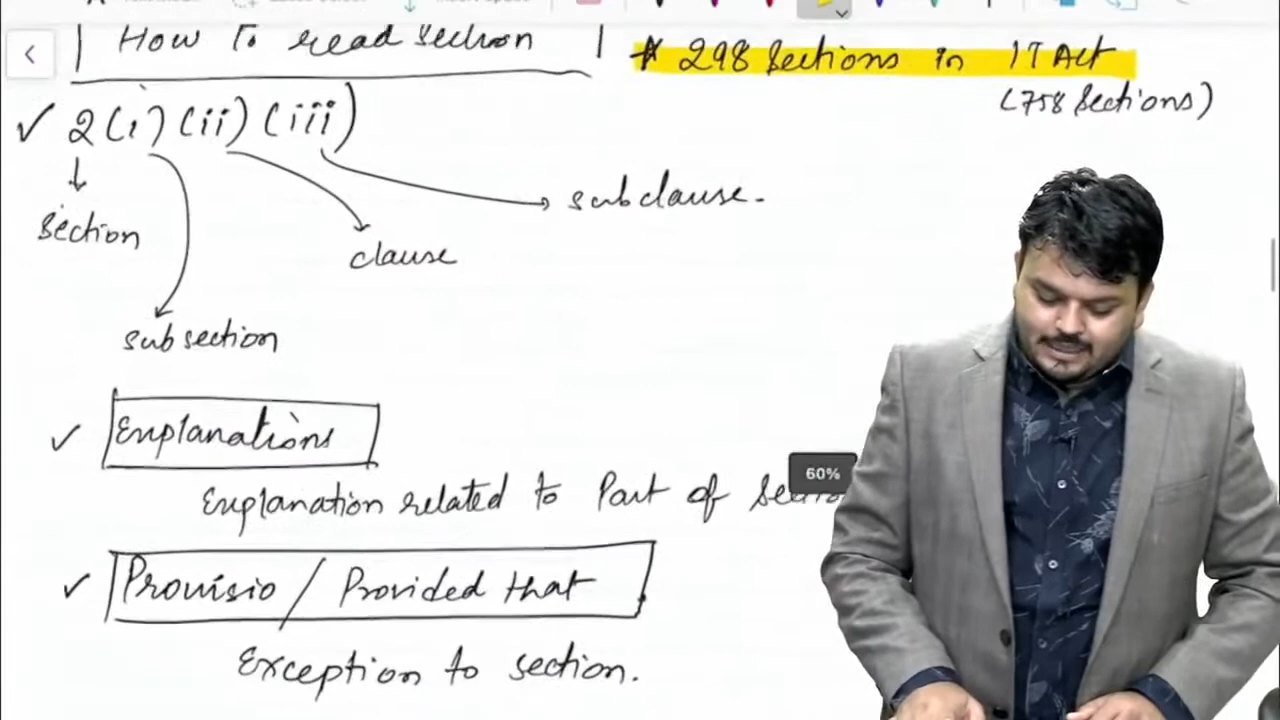 How To read section
* 298 Sections in IT Act
(758 Sections)
2 (i) (ii) (iii)
section
subsection
clause
subclause.
Explanations
Explanation related to Part of
60%
Provisio / Provided that
Exception to section.